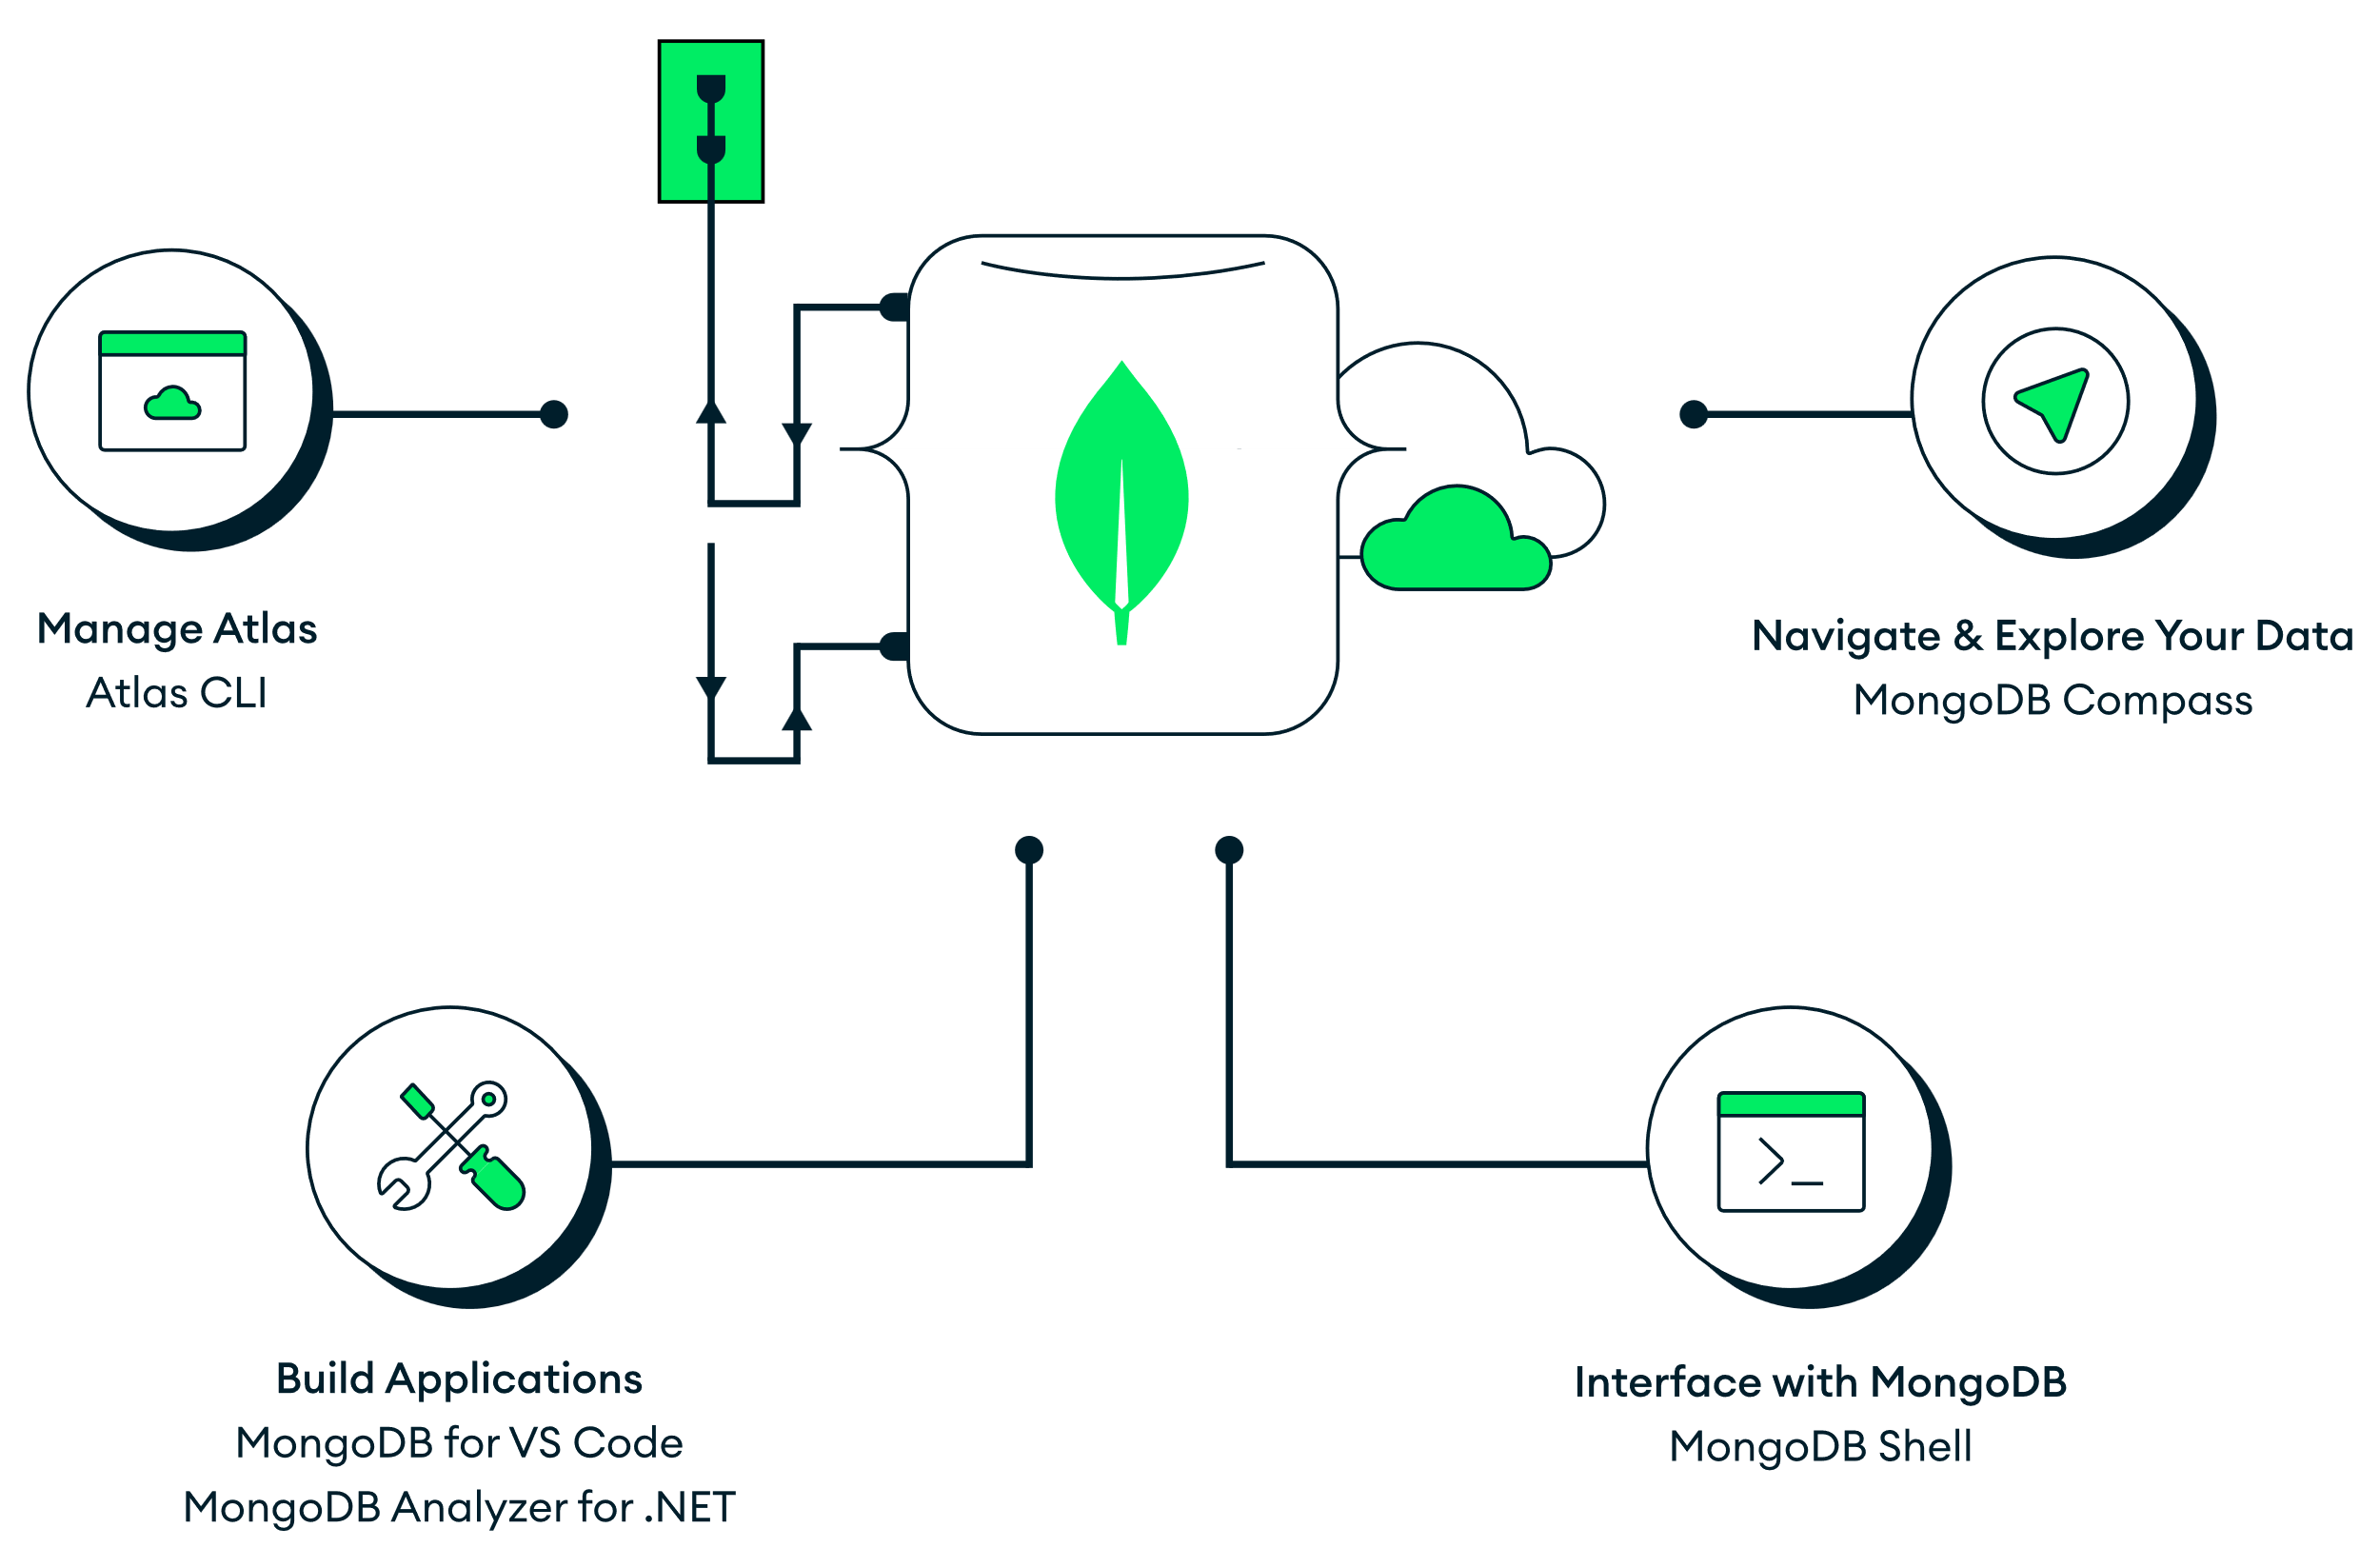 Manage Atlas
Atlas CLI
Navigate & Explore Your Data
MongoDB Compass
Build Applications
MongoDB for VS Code
MongoDB Analyzer for .NET
Interface with MongoDB
MongoDB Shell